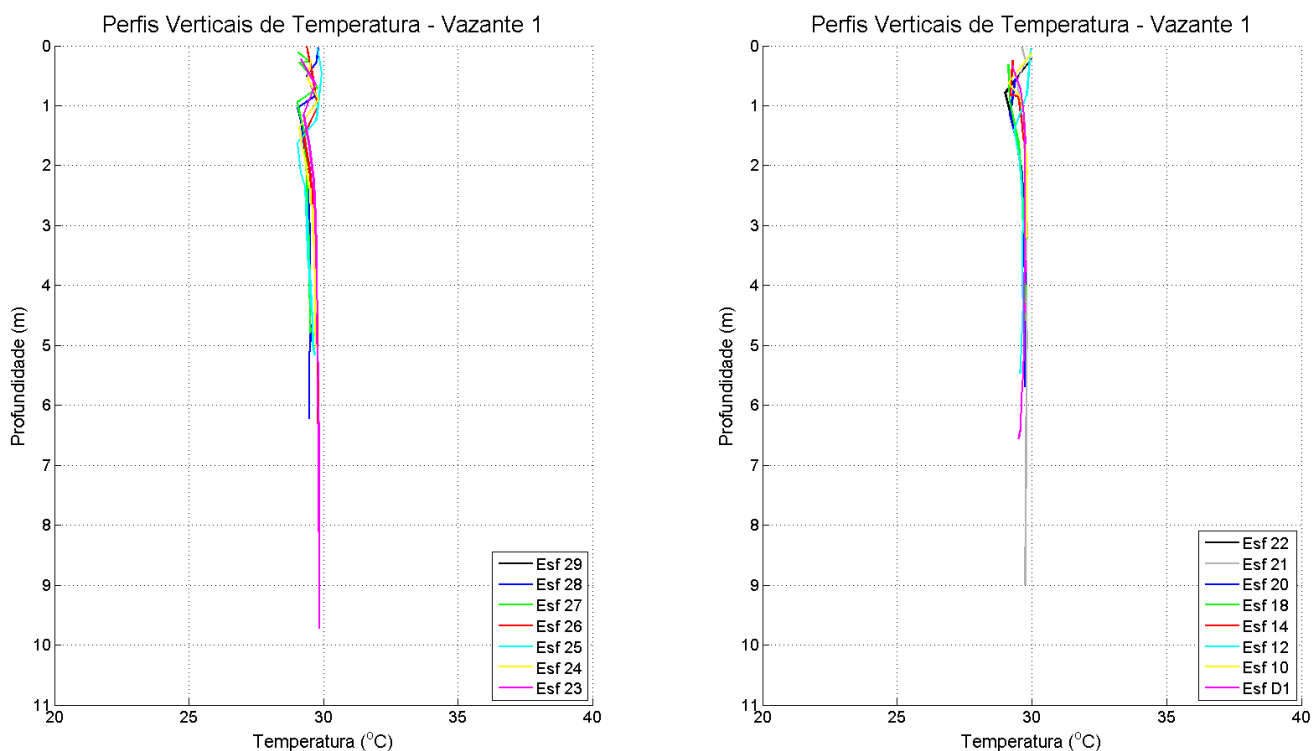 Perfis Verticais de Temperatura - Vazante 1
0
1
2
3
4
5
6
7
8
9
10
11
Profundidade (m)
20
25
30
35
40
Temperatura (°C)
Esf 29
Esf 28
Esf 27
Esf 26
Esf 25
Esf 24
Esf 23
Perfis Verticais de Temperatura - Vazante 1
0
1
2
3
4
5
6
7
8
9
10
11
Profundidade (m)
20
25
30
35
40
Temperatura (°C)
Esf 22
Esf 21
Esf 20
Esf 18
Esf 14
Esf 12
Esf 10
Esf D1